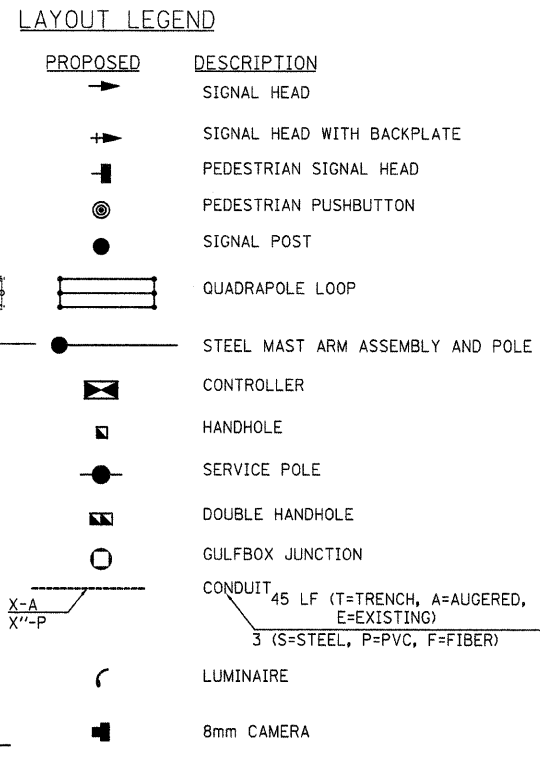 LAYOUT LEGEND
PROPOSED DESCRIPTION
SIGNAL HEAD
SIGNAL HEAD WITH BACKPLATE
PEDESTRIAN SIGNAL HEAD
PEDESTRIAN PUSHBUTTON
SIGNAL POST
QUADRAPOLE LOOP
STEEL MAST ARM ASSEMBLY AND POLE
CONTROLLER
HANDHOLE
SERVICE POLE
DOUBLE HANDHOLE
GULFBOX JUNCTION
CONDUIT
X-A
X"-P
45 LF (T=TRENCH, A=AUGERED,
E=EXISTING)
3 (S=STEEL, P=PVC, F=FIBER)
LUMINAIRE
8mm CAMERA